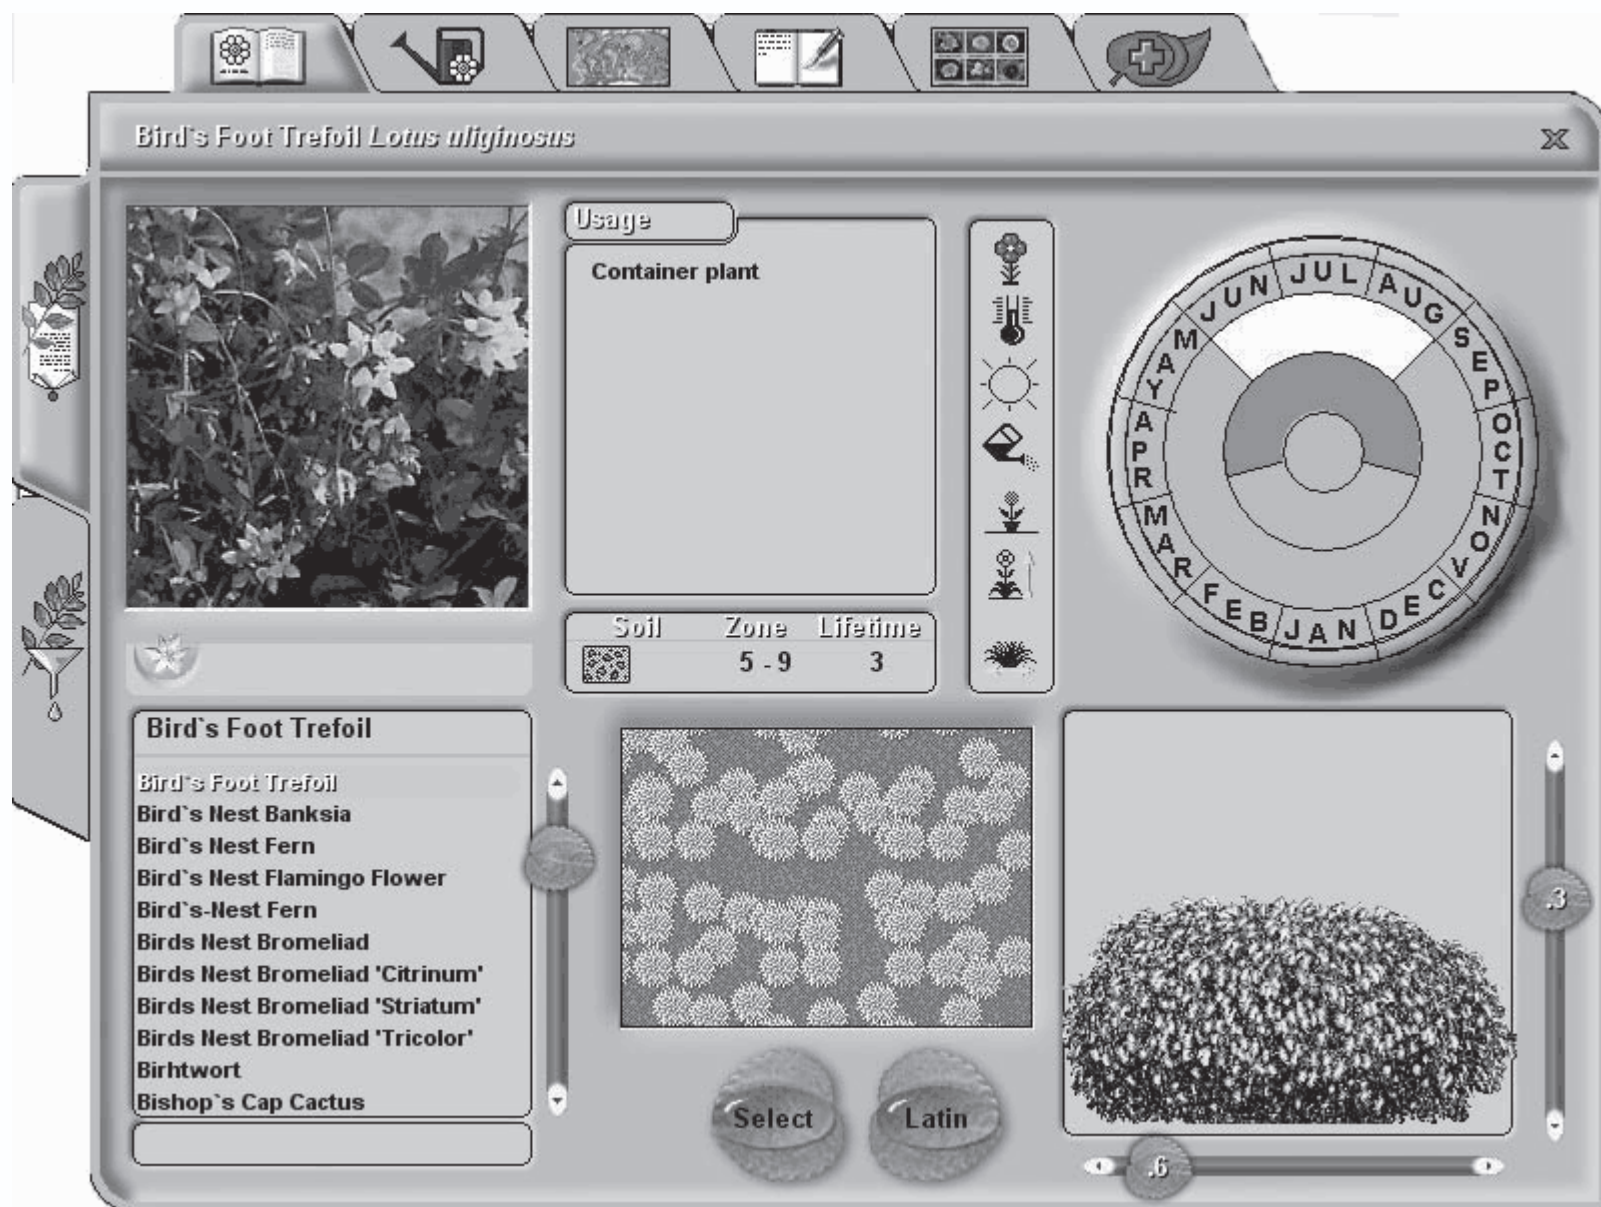 Bird`s Foot Trefoil Lotus uliginosus
X
Usage
Container plant
Soil Zone Lifetime
5 - 9 3
JAN
FEB
MAR
APR
MAY
JUN
JUL
AUG
SEP
OCT
NOV
DEC
Bird`s Foot Trefoil
Bird`s Foot Trefoil
Bird`s Nest Banksia
Bird`s Nest Fern
Bird`s Nest Flamingo Flower
Bird`s-Nest Fern
Birds Nest Bromeliad
Birds Nest Bromeliad 'Citrinum'
Birds Nest Bromeliad 'Striatum'
Birds Nest Bromeliad 'Tricolor'
Birhtwort
Bishop`s Cap Cactus
Select
Latin
.3
.6